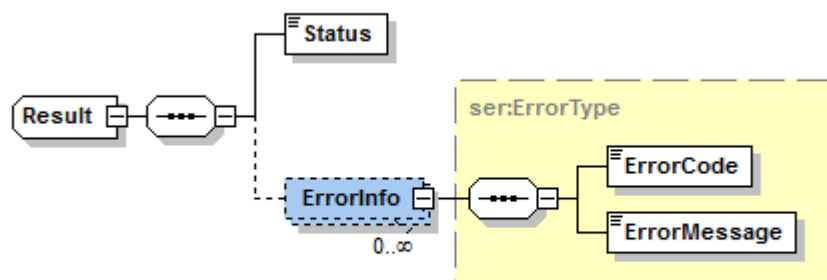 Status
Result
ser:ErrorType
ErrorCode
ErrorInfo
ErrorMessage
0..∞